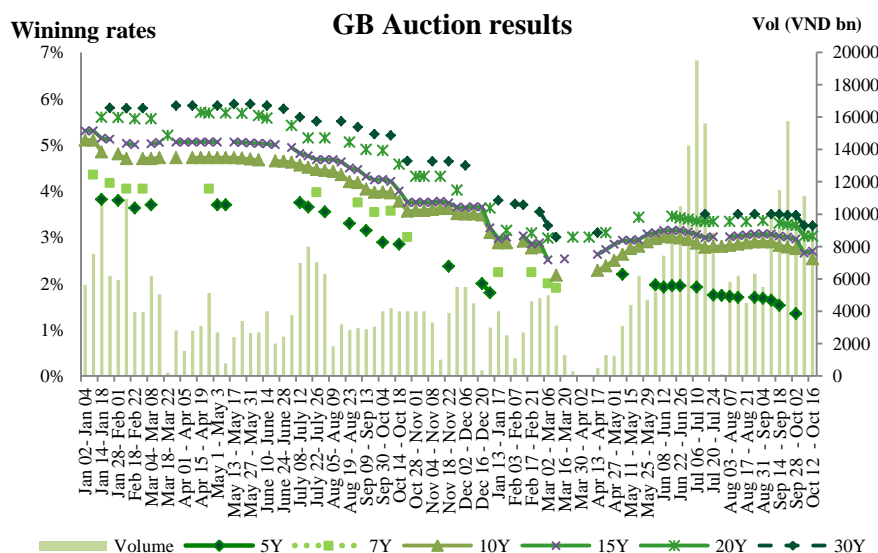 GB Auction results
Wininng rates
Vol (VND bn)
7%
6%
5%
4%
3%
2%
1%
0%
20000
18000
16000
14000
12000
10000
8000
6000
4000
2000
0
Jan 02 - Jan 04
Jan 14- Jan 18
Jan 28- Feb 01
Feb 18- Feb 22
Mar 04- Mar 08
Mar 18- Mar 22
Apr 01 - Apr 05
Apr 15 - Apr 19
May 1 - May 3
May 13 - May 17
May 27 - May 31
June 10 - June 14
June 24 - June 28
July 08- July 12
July 22- July 26
Aug 05- Aug 09
Aug 19 - Aug 23
Sep 09 - Sep 13
Sep 30 - Oct 04
Oct 14 - Oct 18
Oct 28 - Nov 01
Nov 04 - Nov 08
Nov 18 - Nov 22
Dec 02 - Dec 06
Dec 16 - Dec 20
Jan 13 - Jan 17
Feb 03 - Feb 07
Feb 17 - Feb 21
Mar 02 - Mar 06
Mar 16 - Mar 20
Mar 30 - Apr 02
Apr 13 - Apr 17
Apr 27 - May 01
May 11 - May 15
May 25 - May 29
Jun 08 - Jun 12
Jun 22 - Jun 26
Jul 06 - Jul 10
Jul 20 - Jul 24
Aug 03 - Aug 07
Aug 17 - Aug 21
Aug 31 - Sep 04
Sep 14 - Sep 18
Sep 28 - Oct 02
Oct 12 - Oct 16
Volume 5Y 7Y 10Y 15Y 20Y 30Y